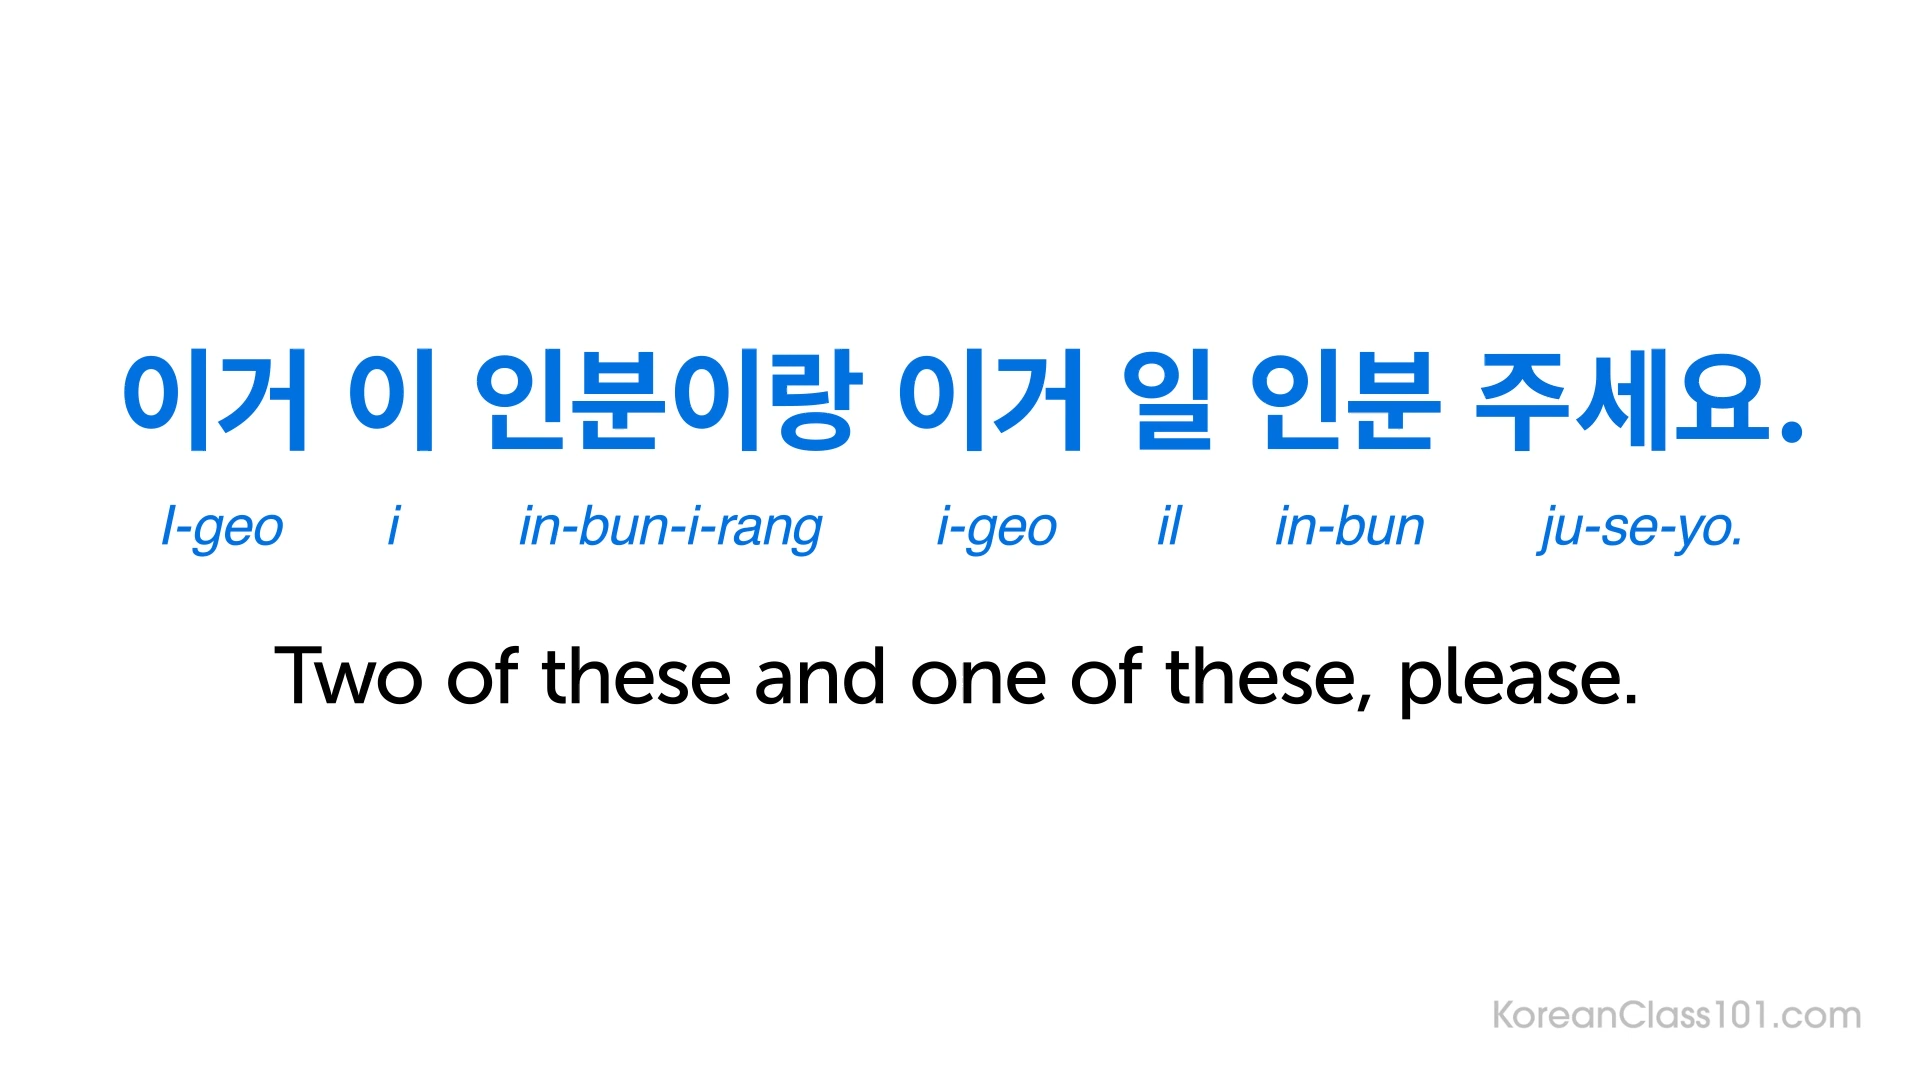 이거 이 인분이랑 이거 일 인분 주세요.
I-geo i in-bun-i-rang i-geo il in-bun ju-se-yo.
Two of these and one of these, please.
KoreanClass101.com